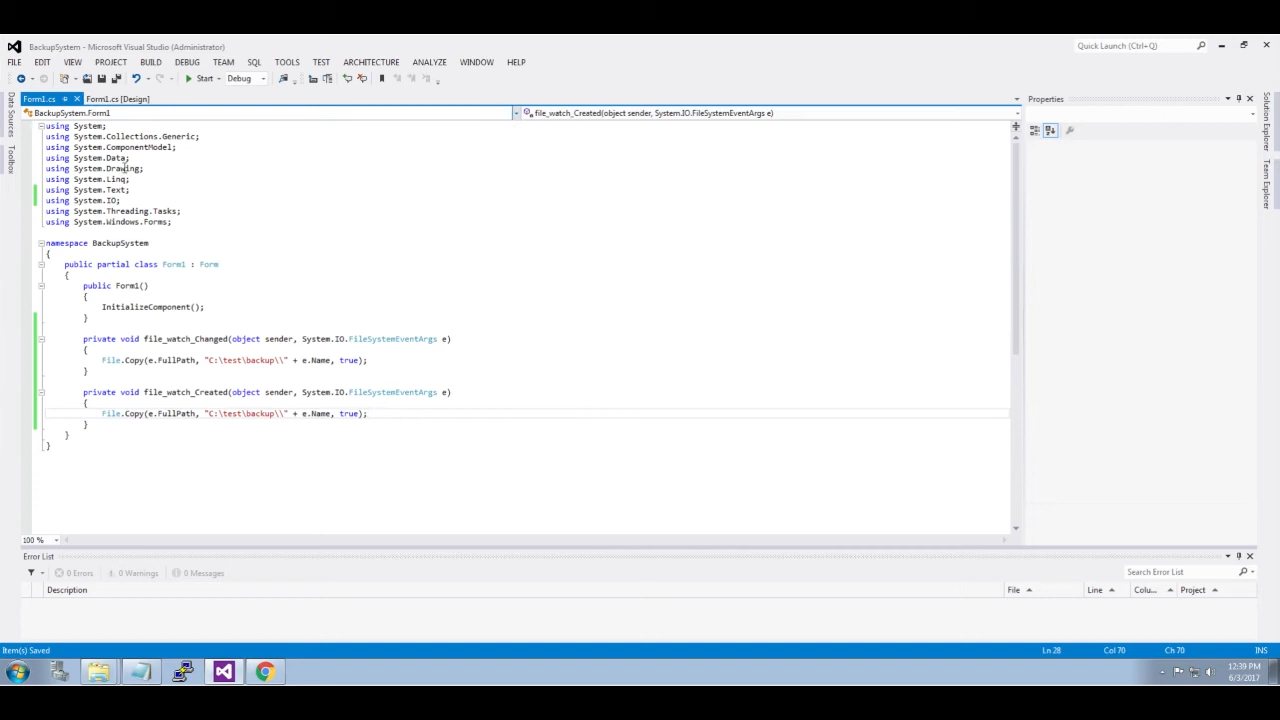 BackupSystem - Microsoft Visual Studio (Administrator)
Quick Launch (Ctrl+Q)
FILE EDIT VIEW PROJECT BUILD DEBUG TEAM SQL TOOLS TEST ARCHITECTURE ANALYZE WINDOW HELP
Start Debug
Form1.cs Form1.cs [Design]
Properties
BackupSystem.Form1
file_watch_Created(object sender, System.IO.FileSystemEventArgs e)
Data Sources
Toolbox
Solution Explorer
Team Explorer
using System;
using System.Collections.Generic;
using System.ComponentModel;
using System.Data;
using System.Drawing;
using System.Linq;
using System.Text;
using System.IO;
using System.Threading.Tasks;
using System.Windows.Forms;
namespace BackupSystem
{
public partial class Form1 : Form
{
public Form1()
{
InitializeComponent();
}
private void file_watch_Changed(object sender, System.IO.FileSystemEventArgs e)
{
File.Copy(e.FullPath, "C:\test\backup\\" + e.Name, true);
}
private void file_watch_Created(object sender, System.IO.FileSystemEventArgs e)
{
File.Copy(e.FullPath, "C:\test\backup\\" + e.Name, true);
}
}
}
100 %
Error List
0 Errors 0 Warnings 0 Messages
Search Error List
Description File Line Colu... Project
Item(s) Saved Ln 28 Col 70 Ch 70 INS
12:39 PM
6/3/2017